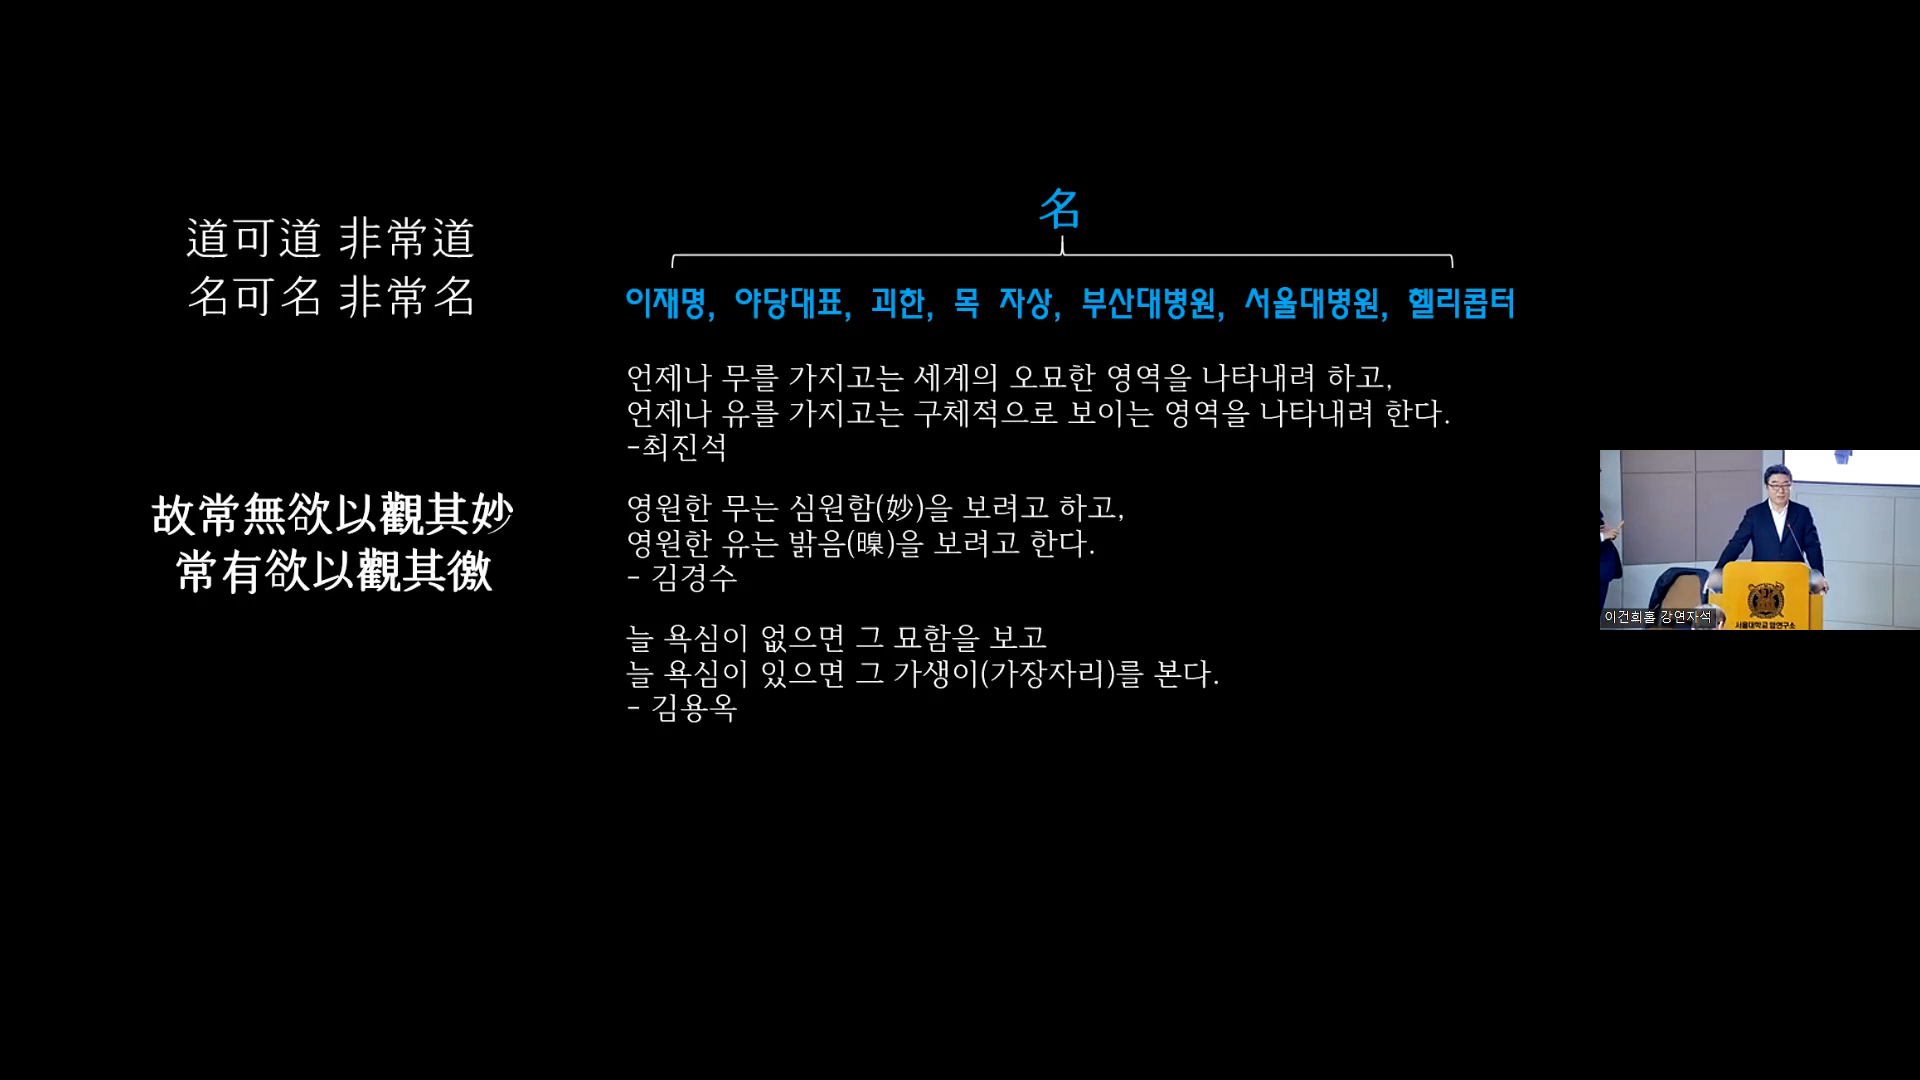 道可道 非常道
名可名 非常名
名
이재명, 야당대표, 괴한, 목 자상, 부산대병원, 서울대병원, 헬리콥터
언제나 무를 가지고는 세계의 오묘한 영역을 나타내려 하고,
언제나 유를 가지고는 구체적으로 보이는 영역을 나타내려 한다.
-최진석
故常無欲以觀其妙
常有欲以觀其徼
영원한 무는 심원함(妙)을 보려고 하고,
영원한 유는 밝음(曒)을 보려고 한다.
- 김경수
늘 욕심이 없으면 그 묘함을 보고
늘 욕심이 있으면 그 가생이(가장자리)를 본다.
- 김용옥
이건희홀 강연자석
서울대학교 암연구소